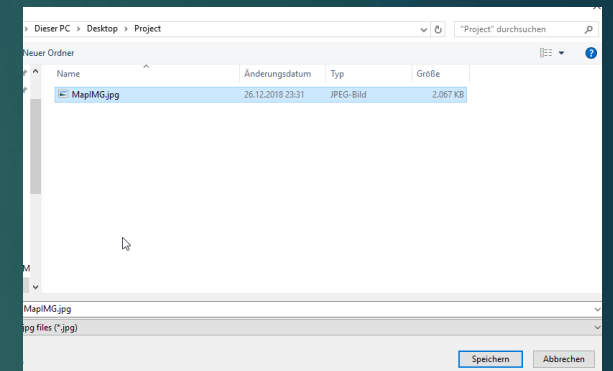 › Dieser PC › Desktop › Project "Project" durchsuchen
Neuer Ordner
Name Änderungsdatum Typ Größe
MapIMG.jpg 26.12.2018 23:31 JPEG-Bild 2.067 KB
M
MapIMG.jpg
jpg files (*.jpg)
Speichern Abbrechen